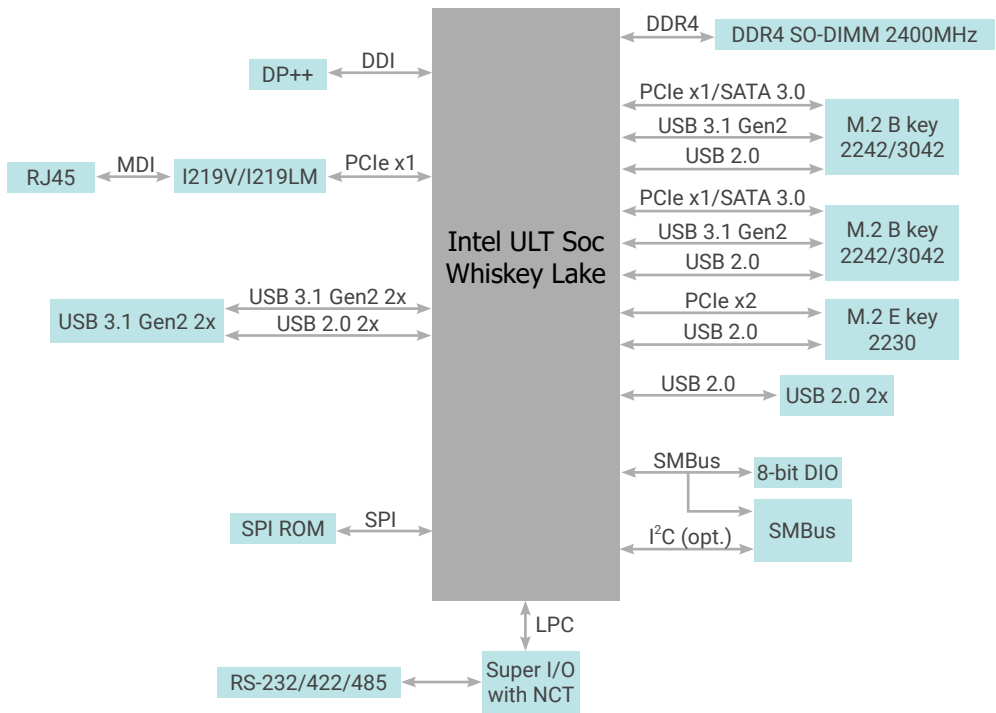 DDR4
DDR4 SO-DIMM 2400MHz
DDI
DP++
PCIe x1/SATA 3.0
USB 3.1 Gen2
USB 2.0
M.2 B key
2242/3042
RJ45
MDI
I219V/I219LM
PCIe x1
PCIe x1/SATA 3.0
USB 3.1 Gen2
USB 2.0
M.2 B key
2242/3042
Intel ULT Soc
Whiskey Lake
USB 3.1 Gen2 2x
USB 3.1 Gen2 2x
USB 2.0 2x
PCIe x2
USB 2.0
M.2 E key
2230
USB 2.0
USB 2.0 2x
SMBus
8-bit DIO
SPI ROM
SPI
I²C (opt.)
SMBus
LPC
RS-232/422/485
Super I/O
with NCT